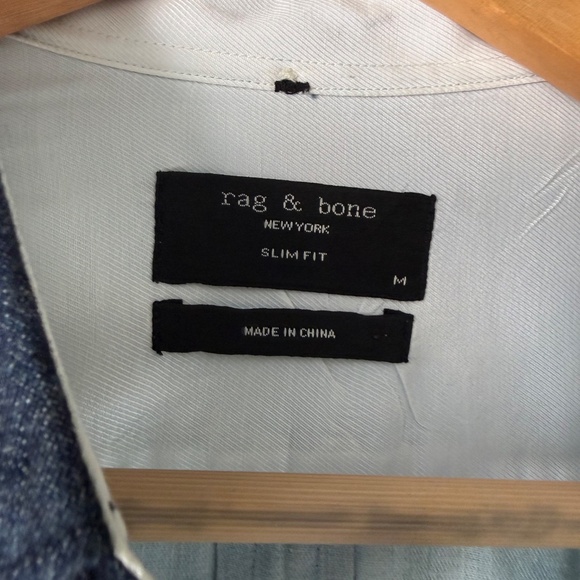 rag & bone
NEW YORK
SLIM FIT
M
MADE IN CHINA